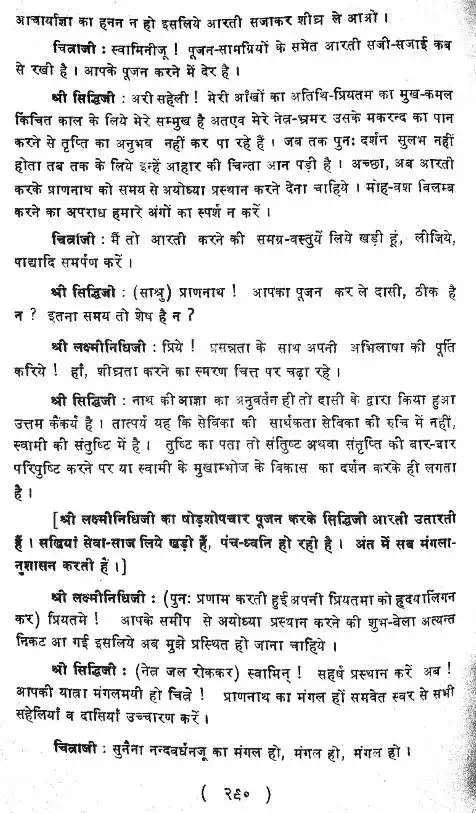 आचार्याज्ञा का हनन न हो इसलिये आरती सजाकर शीघ्र ले आओ ।
चित्राजी : स्वामिनीजू ! पूजन-सामग्रियों के समेत आरती सजी-सजाई कब
से रखी है । आपके पूजन करने में देर है ।
श्री सिद्धिजी : अरी सहेली ! मेरी आँखों का अतिथि-प्रियतम का मुख-कमल
किंचित काल के लिये मेरे सम्मुख है अतएव मेरे नेत्र-भ्रमर उसके मकरन्द का पान
करने से तृप्ति का अनुभव नहीं कर पा रहे हैं । जब तक पुनः दर्शन सुलभ नहीं
होता तब तक के लिये इन्हें आहार की चिन्ता आन पड़ी है । अच्छा, अब आरती
करके प्राणनाथ को समय से अयोध्या प्रस्थान करने देना चाहिये । मोह-वश विलम्ब
करने का अपराध हमारे अंगों का स्पर्श न करें ।
चित्राजी : मैं तो आरती करने की समग्र-वस्तुयें लिये खड़ी हूं, लीजिये,
पाद्यादि समर्पण करें ।
श्री सिद्धिजी : (साश्रु) प्राणनाथ ! आपका पूजन कर ले दासी, ठीक है
न ? इतना समय तो शेष है न ?
श्री लक्ष्मीनिधिजी : प्रिये ! प्रसन्नता के साथ अपनी अभिलाषा की पूर्ति
करिये ! हाँ, शीघ्रता करने का स्मरण चित्त पर चढ़ा रहे ।
श्री सिद्धिजी : नाथ की आज्ञा का अनुवर्तन ही तो दासी के द्वारा किया हुआ
उत्तम कैंकर्य है । तात्पर्य यह कि सेविका की सार्थकता सेविका की रुचि में नहीं,
स्वामी की संतुष्टि में है । तुष्टि का पता तो संतुष्टि अथवा संतृप्ति की बार-बार
परिपुष्टि करने पर या स्वामी के मुखाम्भोज के विकास का दर्शन करके ही लगता
है ।
[श्री लक्ष्मीनिधिजी का षोड़शोपचार पूजन करके सिद्धिजी आरती उतारती
हैं । सखियां सेवा-साज लिये खड़ी हैं, पंच-ध्वनि हो रही है । अंत में सब मंगला-
नुशासन करती हैं ।]
श्री लक्ष्मीनिधिजी : (पुनः प्रणाम करती हुई अपनी प्रियतमा को हृदयालिंगन
कर) प्रियतमे ! आपके समीप से अयोध्या प्रस्थान करने की शुभ-बेला अत्यन्त
निकट आ गई इसलिये अब मुझे प्रस्थित हो जाना चाहिये ।
श्री सिद्धिजी : (नेत्र जल रोककर) स्वामिन् ! सहर्ष प्रस्थान करें अब !
आपकी यात्रा मंगलमयी हो चित्रे ! प्राणनाथ का मंगल हो समवेत स्वर से सभी
सहेलियाँ व दासियाँ उच्चारण करें ।
चित्राजी : सुनैना नन्दवर्धनजू का मंगल हो, मंगल हो, मंगल हो ।
( २९० )